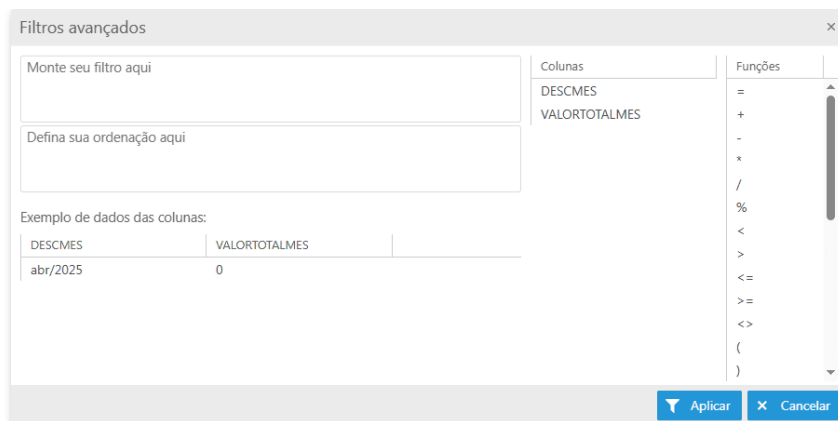 Filtros avançados ×
Monte seu filtro aqui
Defina sua ordenação aqui
Exemplo de dados das colunas:
DESCMES VALORTOTALMES
abr/2025 0
Colunas
DESCMES
VALORTOTALMES
Funções
=
+
-
*
/
%
<
>
<=
>=
<>
(
)
Aplicar × Cancelar